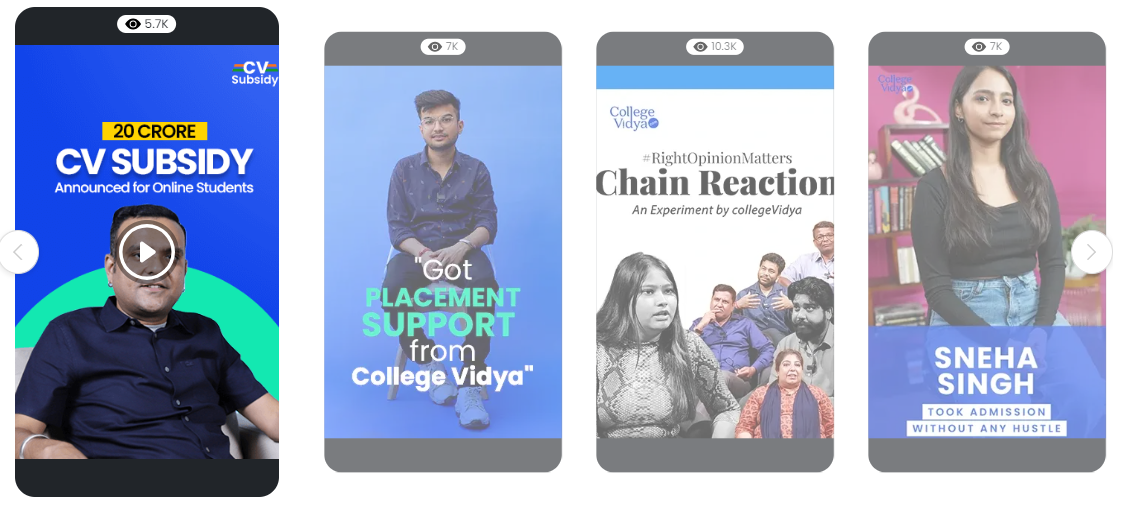 5.7K
CV
Subsidy
20 CRORE
CV SUBSIDY
Announced for Online Students
7K
"Got
PLACEMENT
SUPPORT
from
College Vidya"
10.3K
College
Vidya
#RightOpinionMatters
Chain Reaction
An Experiment by collegeVidya
7K
College
Vidya
SNEHA
SINGH
TOOK ADMISSION
WITHOUT ANY HUSTLE